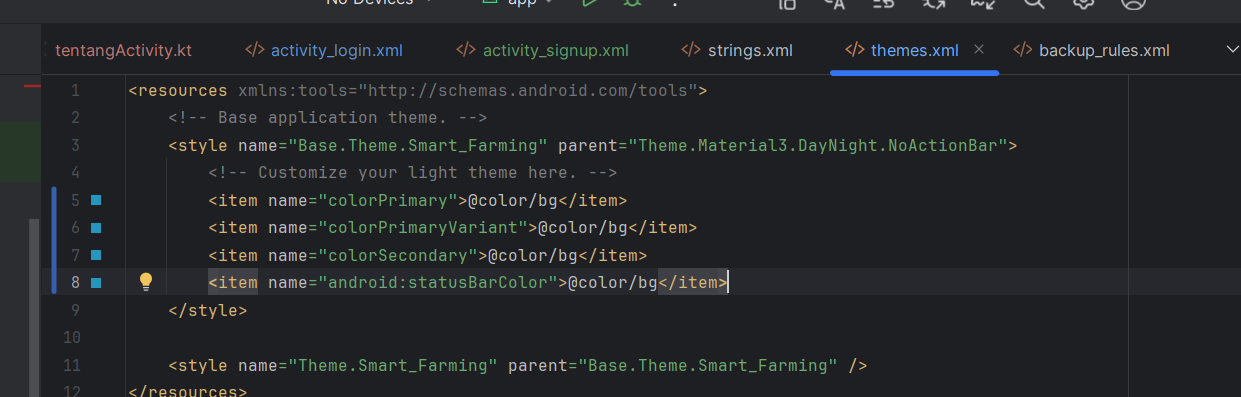 No Devices app
tentangActivity.kt activity_login.xml activity_signup.xml strings.xml themes.xml backup_rules.xml
1 <resources xmlns:tools="http://schemas.android.com/tools">
2 <!-- Base application theme. -->
3 <style name="Base.Theme.Smart_Farming" parent="Theme.Material3.DayNight.NoActionBar">
4 <!-- Customize your light theme here. -->
5 <item name="colorPrimary">@color/bg</item>
6 <item name="colorPrimaryVariant">@color/bg</item>
7 <item name="colorSecondary">@color/bg</item>
8 <item name="android:statusBarColor">@color/bg</item>
9 </style>
10
11 <style name="Theme.Smart_Farming" parent="Base.Theme.Smart_Farming" />
12 </resources>